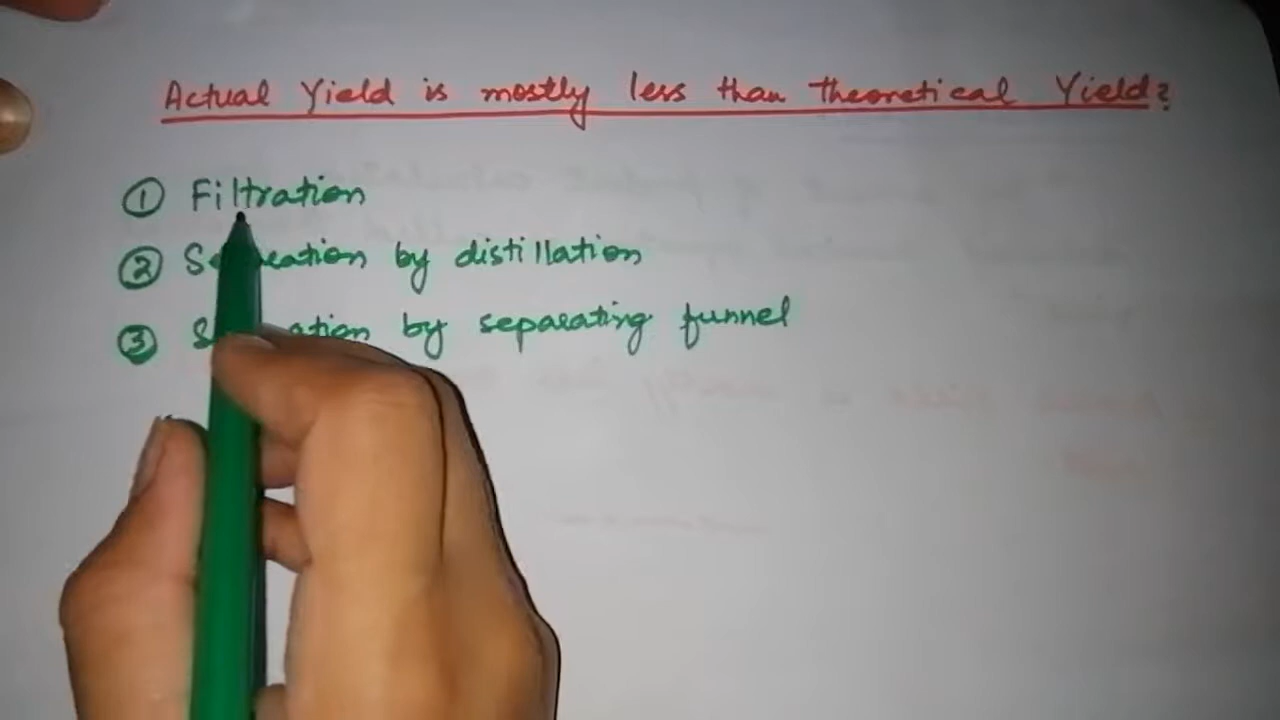 Actual Yield is mostly less than theoretical Yield?
① Filtration
② by distillation
③ by separating funnel